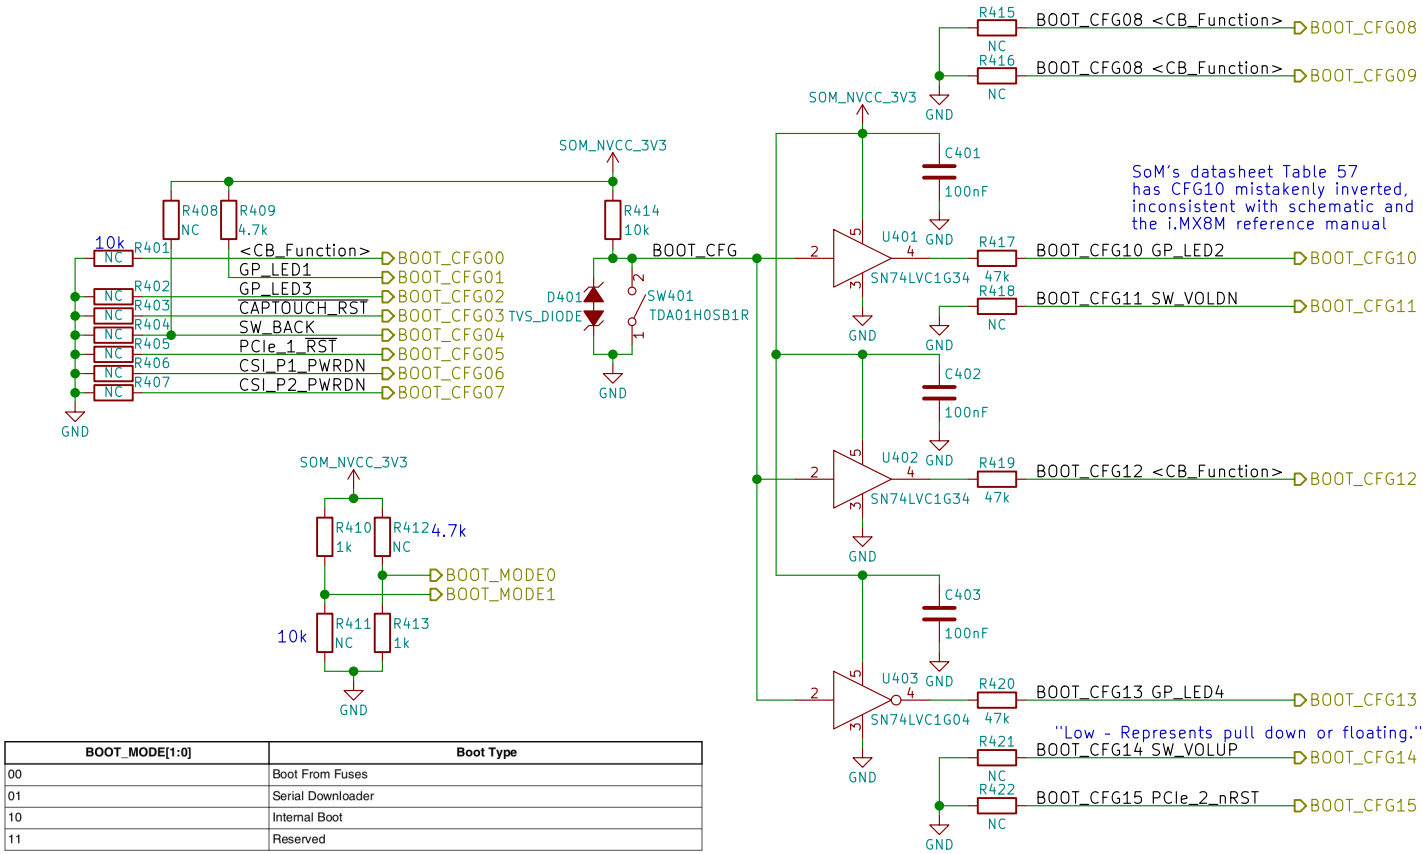 R415
BOOT_CFG08 <CB_Function>
BOOT_CFG08
NC
R416
BOOT_CFG08 <CB_Function>
BOOT_CFG09
NC
GND
SOM_NVCC_3V3
C401
100nF
GND
SoM's datasheet Table 57
has CFG10 mistakenly inverted,
inconsistent with schematic and
the i.MX8M reference manual
SOM_NVCC_3V3
R408
NC
R409
4.7k
R414
10k
10k
R401
NC
<CB_Function>
BOOT_CFG00
GP_LED1
BOOT_CFG01
R402
NC
GP_LED3
BOOT_CFG02
R403
NC
CAPTOUCH_RST
BOOT_CFG03
R404
NC
SW_BACK
BOOT_CFG04
R405
NC
PCIe_1_RST
BOOT_CFG05
R406
NC
CSI_P1_PWRDN
BOOT_CFG06
R407
NC
CSI_P2_PWRDN
BOOT_CFG07
GND
BOOT_CFG
D401
TVS_DIODE
2
SW401
TDA01H0SB1R
1
GND
2
5
U401
4
3
SN74LVC1G34
GND
R417
47k
BOOT_CFG10 GP_LED2
BOOT_CFG10
R418
NC
BOOT_CFG11 SW_VOLDN
BOOT_CFG11
GND
C402
100nF
GND
2
5
U402
4
3
SN74LVC1G34
GND
R419
47k
BOOT_CFG12 <CB_Function>
BOOT_CFG12
SOM_NVCC_3V3
R410
1k
R412
NC
4.7k
BOOT_MODE0
BOOT_MODE1
10k
R411
NC
R413
1k
GND
C403
100nF
GND
2
5
U403
4
3
SN74LVC1G04
GND
R420
47k
BOOT_CFG13 GP_LED4
BOOT_CFG13
"Low - Represents pull down or floating."
R421
NC
BOOT_CFG14 SW_VOLUP
BOOT_CFG14
R422
NC
BOOT_CFG15 PCIe_2_nRST
BOOT_CFG15
GND
BOOT_MODE[1:0] Boot Type
00 Boot From Fuses
01 Serial Downloader
10 Internal Boot
11 Reserved